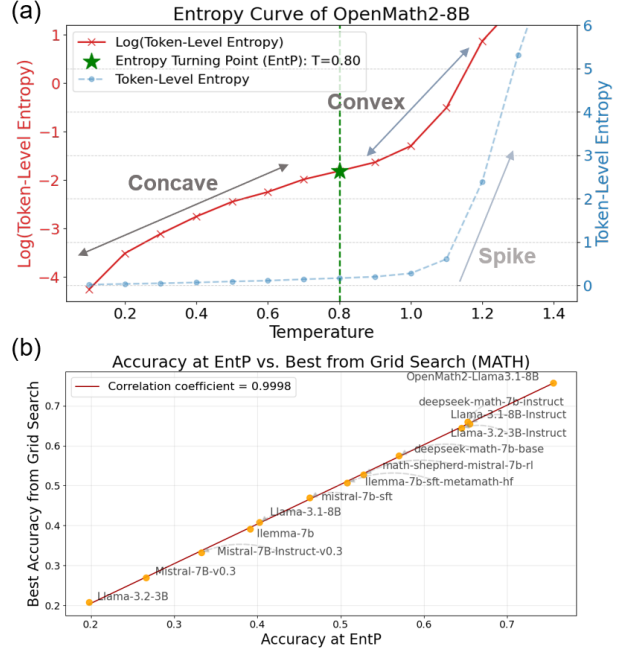 (a)
Entropy Curve of OpenMath2-8B
Log(Token-Level Entropy)
Entropy Turning Point (EntP): T=0.80
Token-Level Entropy
Convex
Concave
Spike
Log(Token-Level Entropy)
1
0
−1
−2
−3
−4
6
5
4
3
2
1
0
Token-Level Entropy
0.2 0.4 0.6 0.8 1.0 1.2 1.4
Temperature
(b)
Accuracy at EntP vs. Best from Grid Search (MATH)
Correlation coefficient = 0.9998
OpenMath2-Llama3.1-8B
deepseek-math-7b-instruct
Llama-3.1-8B-Instruct
Llama-3.2-3B-Instruct
deepseek-math-7b-base
math-shepherd-mistral-7b-rl
llemma-7b-sft-metamath-hf
mistral-7b-sft
Llama-3.1-8B
llemma-7b
Mistral-7B-Instruct-v0.3
Mistral-7B-v0.3
Llama-3.2-3B
Best Accuracy from Grid Search
0.7
0.6
0.5
0.4
0.3
0.2
0.2 0.3 0.4 0.5 0.6 0.7
Accuracy at EntP